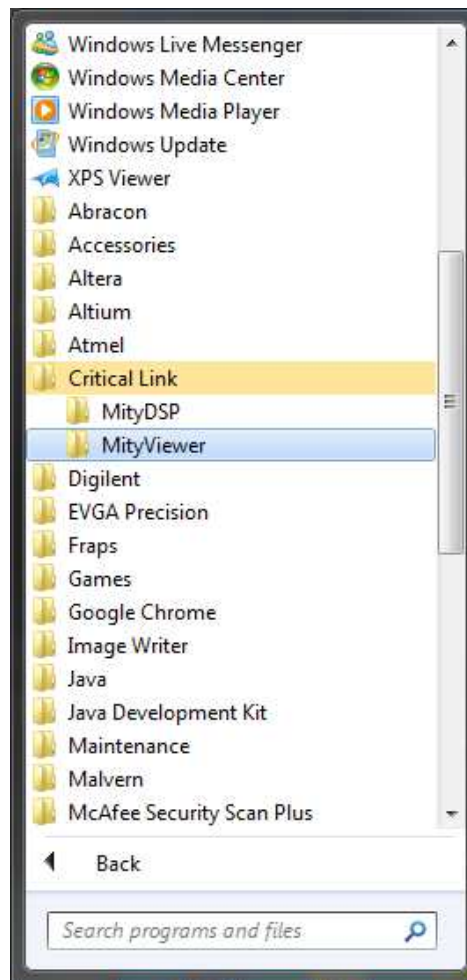 Windows Live Messenger
Windows Media Center
Windows Media Player
Windows Update
XPS Viewer
Abracon
Accessories
Altera
Altium
Atmel
Critical Link
MityDSP
MityViewer
Digilent
EVGA Precision
Fraps
Games
Google Chrome
Image Writer
Java
Java Development Kit
Maintenance
Malvern
McAfee Security Scan Plus
Back
Search programs and files